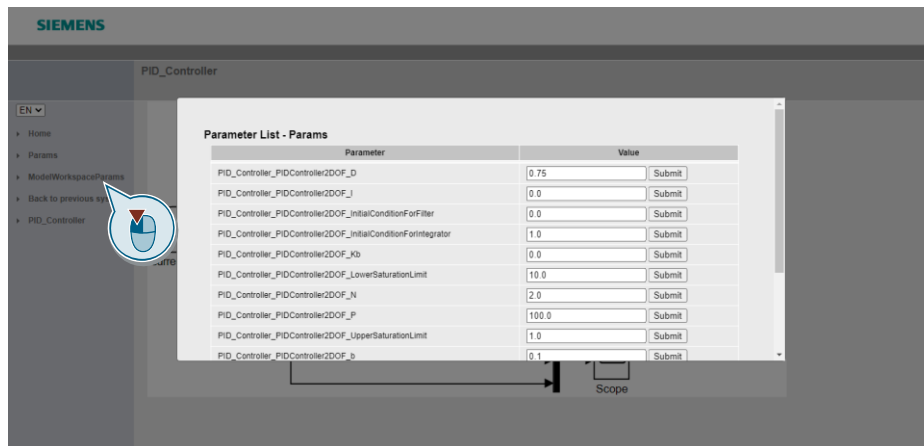 SIEMENS
PID_Controller
EN
Home
Params
ModelWorkspaceParams
Back to previous
PID_Controller
Parameter List - Params
Parameter Value
PID_Controller_PIDController2DOF_D 0.75 Submit
PID_Controller_PIDController2DOF_I 0.0 Submit
PID_Controller_PIDController2DOF_InitialConditionForFilter 0.0 Submit
PID_Controller_PIDController2DOF_InitialConditionForIntegrator 1.0 Submit
PID_Controller_PIDController2DOF_Kb 0.0 Submit
PID_Controller_PIDController2DOF_LowerSaturationLimit 10.0 Submit
PID_Controller_PIDController2DOF_N 2.0 Submit
PID_Controller_PIDController2DOF_P 100.0 Submit
PID_Controller_PIDController2DOF_UpperSaturationLimit 1.0 Submit
PID_Controller_PIDController2DOF_b 0.1 Submit
Scope